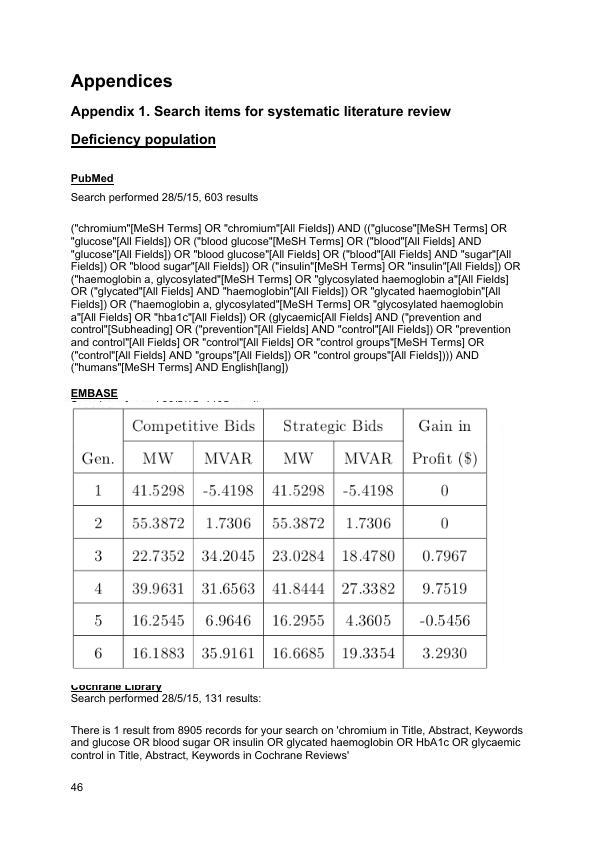 Appendices
Appendix 1. Search items for systematic literature review
Deficiency population
PubMed
Search performed 28/5/15, 603 results
("chromium"[MeSH Terms] OR "chromium"[All Fields]) AND (("glucose"[MeSH Terms] OR
"glucose"[All Fields]) OR ("blood glucose"[MeSH Terms] OR ("blood"[All Fields] AND
"glucose"[All Fields]) OR "blood glucose"[All Fields] OR ("blood"[All Fields] AND "sugar"[All
Fields]) OR "blood sugar"[All Fields]) OR ("insulin"[MeSH Terms] OR "insulin"[All Fields]) OR
("haemoglobin a, glycosylated"[MeSH Terms] OR "glycosylated haemoglobin a"[All Fields]
OR ("glycated"[All Fields] AND "haemoglobin"[All Fields]) OR "glycated haemoglobin"[All
Fields]) OR ("haemoglobin a, glycosylated"[MeSH Terms] OR "glycosylated haemoglobin
a"[All Fields] OR "hba1c"[All Fields]) OR (glycaemic[All Fields] AND ("prevention and
control"[Subheading] OR ("prevention"[All Fields] AND "control"[All Fields]) OR "prevention
and control"[All Fields] OR "control"[All Fields] OR "control groups"[MeSH Terms] OR
("control"[All Fields] AND "groups"[All Fields]) OR "control groups"[All Fields]))) AND
("humans"[MeSH Terms] AND English[lang])
EMBASE
Competitive Bids Strategic Bids Gain in
Gen. MW MVAR MW MVAR Profit ($)
1 41.5298 -5.4198 41.5298 -5.4198 0
2 55.3872 1.7306 55.3872 1.7306 0
3 22.7352 34.2045 23.0284 18.4780 0.7967
4 39.9631 31.6563 41.8444 27.3382 9.7519
5 16.2545 6.9646 16.2955 4.3605 -0.5456
6 16.1883 35.9161 16.6685 19.3354 3.2930
Cochrane Library
Search performed 28/5/15, 131 results:
There is 1 result from 8905 records for your search on 'chromium in Title, Abstract, Keywords
and glucose OR blood sugar OR insulin OR glycated haemoglobin OR HbA1c OR glycaemic
control in Title, Abstract, Keywords in Cochrane Reviews'
46